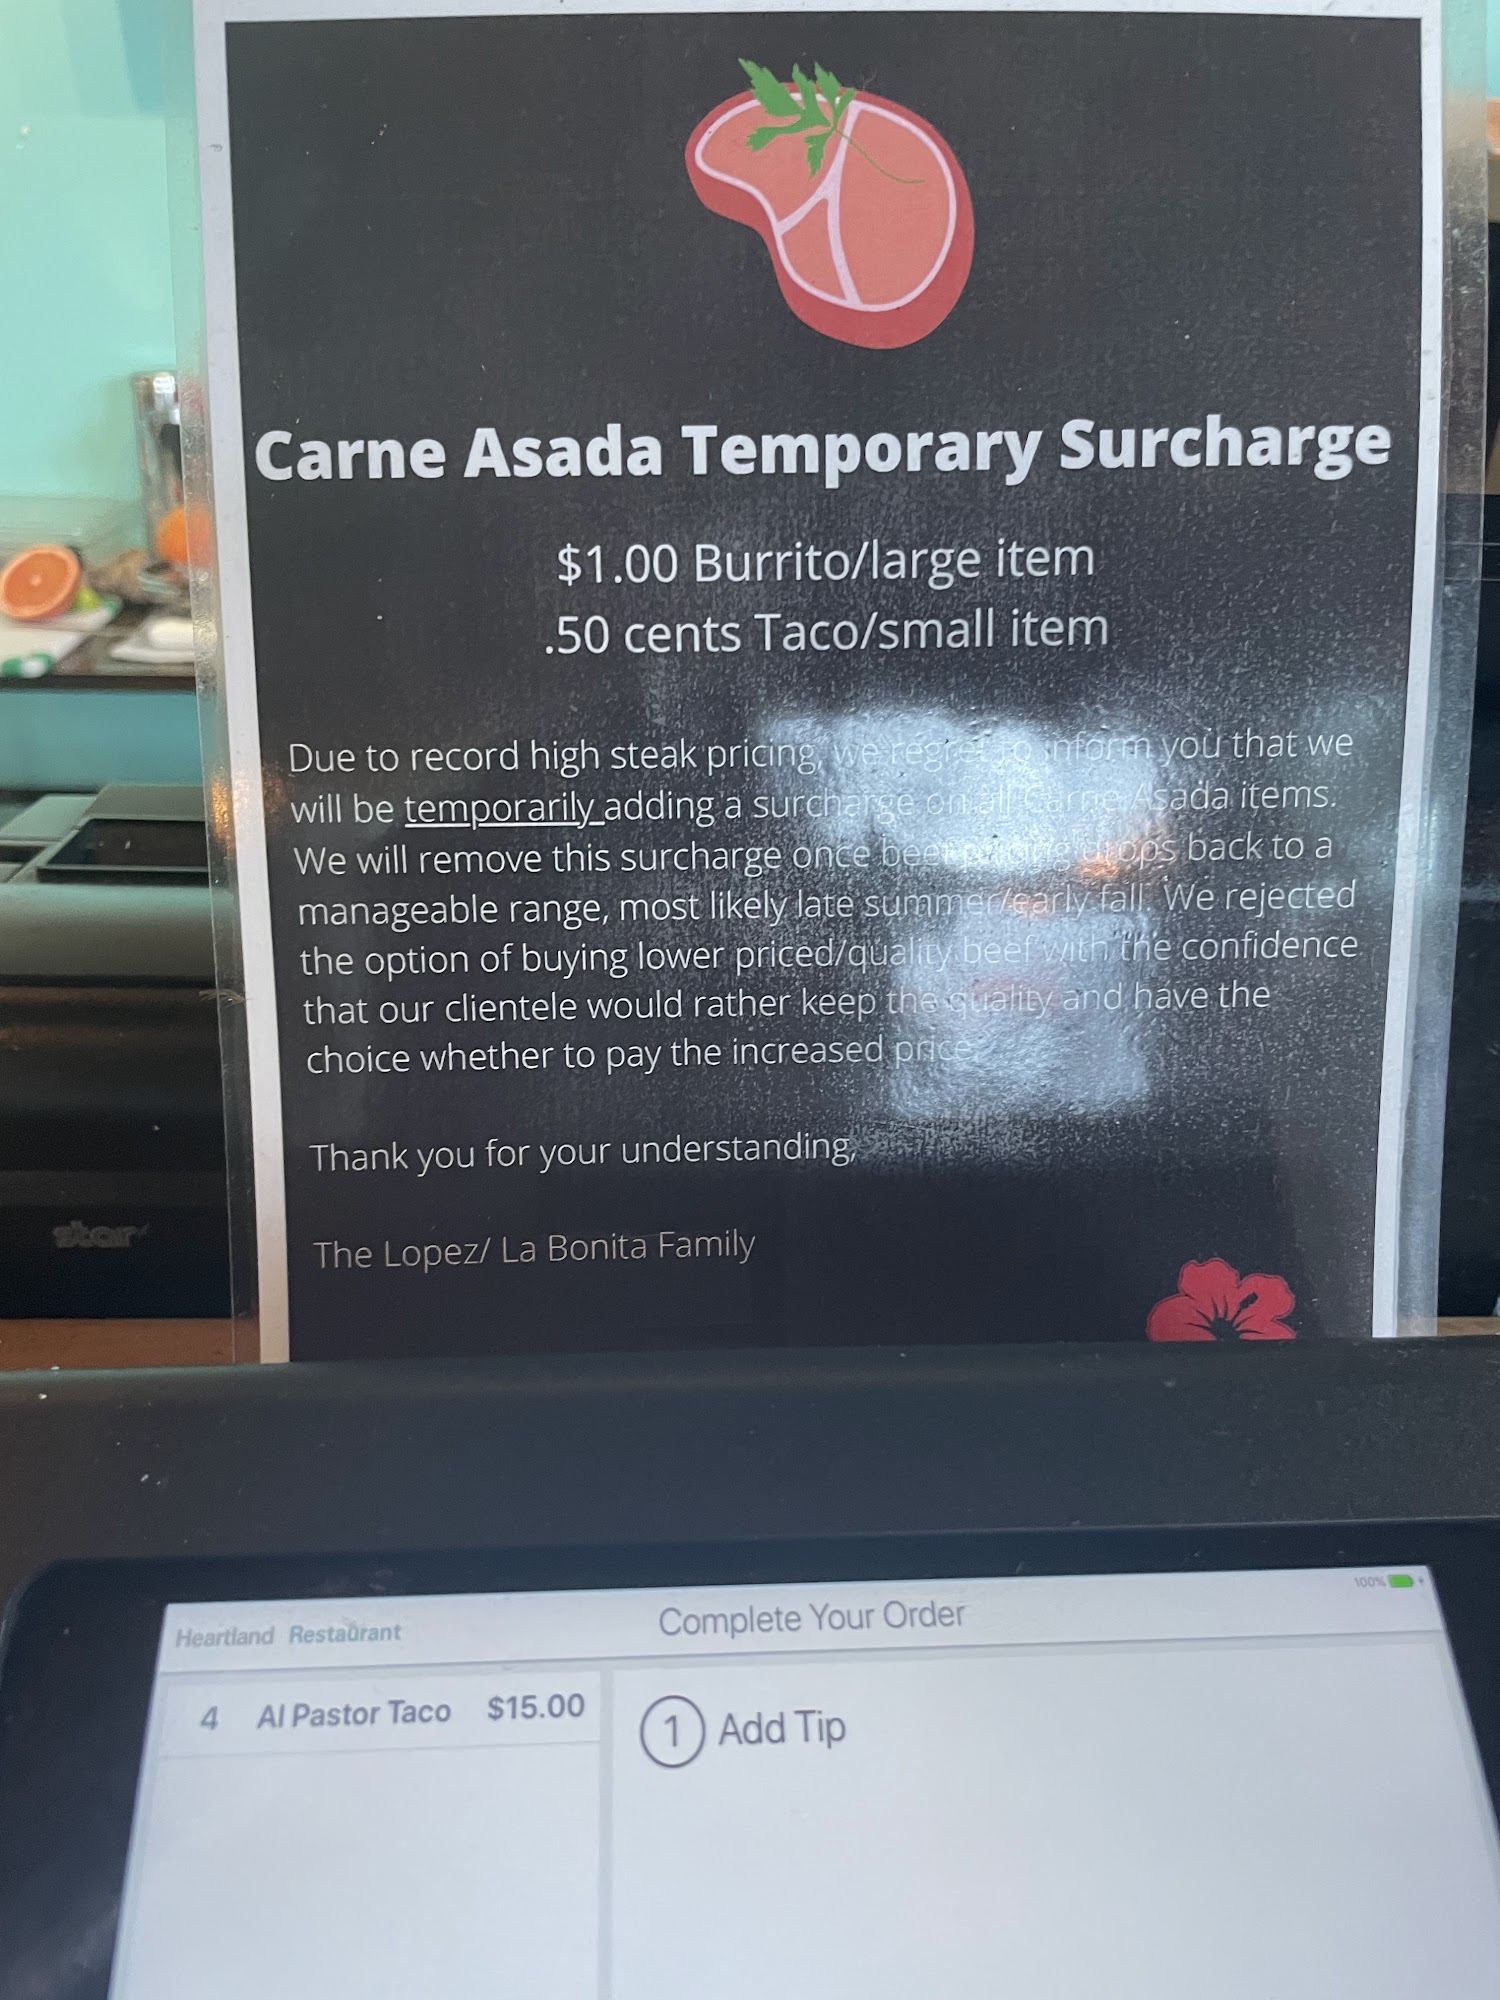 Carne Asada Temporary Surcharge
$1.00 Burrito/large item
.50 cents Taco/small item
Due to record high steak pricing, we regret to inform you that we
will be temporarily adding a surcharge on all Carne Asada items.
We will remove this surcharge once beef pricing drops back to a
manageable range, most likely late summer/early fall. We rejected
the option of buying lower priced/quality beef with the confidence
that our clientele would rather keep the quality and have the
choice whether to pay the increased price.
Thank you for your understanding,
The Lopez/ La Bonita Family
star
100%
Heartland Restaurant
Complete Your Order
4 Al Pastor Taco $15.00
1 Add Tip